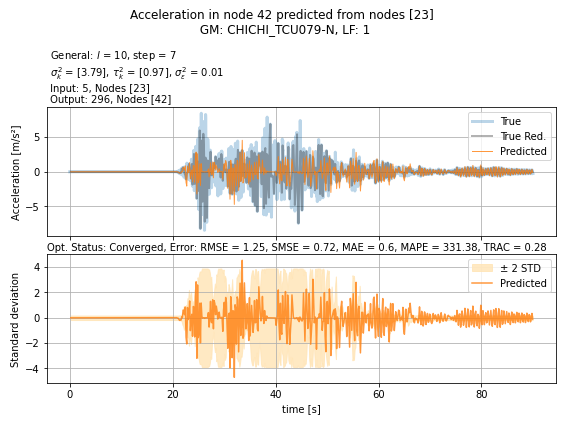 Acceleration in node 42 predicted from nodes [23]
GM: CHICHI_TCU079-N, LF: 1
General: l = 10, step = 7
σ²ₖ = [3.79], τ²ₖ = [0.97], σ²ₑ = 0.01
Input: 5, Nodes [23]
Output: 296, Nodes [42]
Acceleration [m/s²]
5
0
−5
True
True Red.
Predicted
Opt. Status: Converged, Error: RMSE = 1.25, SMSE = 0.72, MAE = 0.6, MAPE = 331.38, TRAC = 0.28
Standard deviation
4
2
0
−2
−4
± 2 STD
Predicted
0 20 40 60 80
time [s]